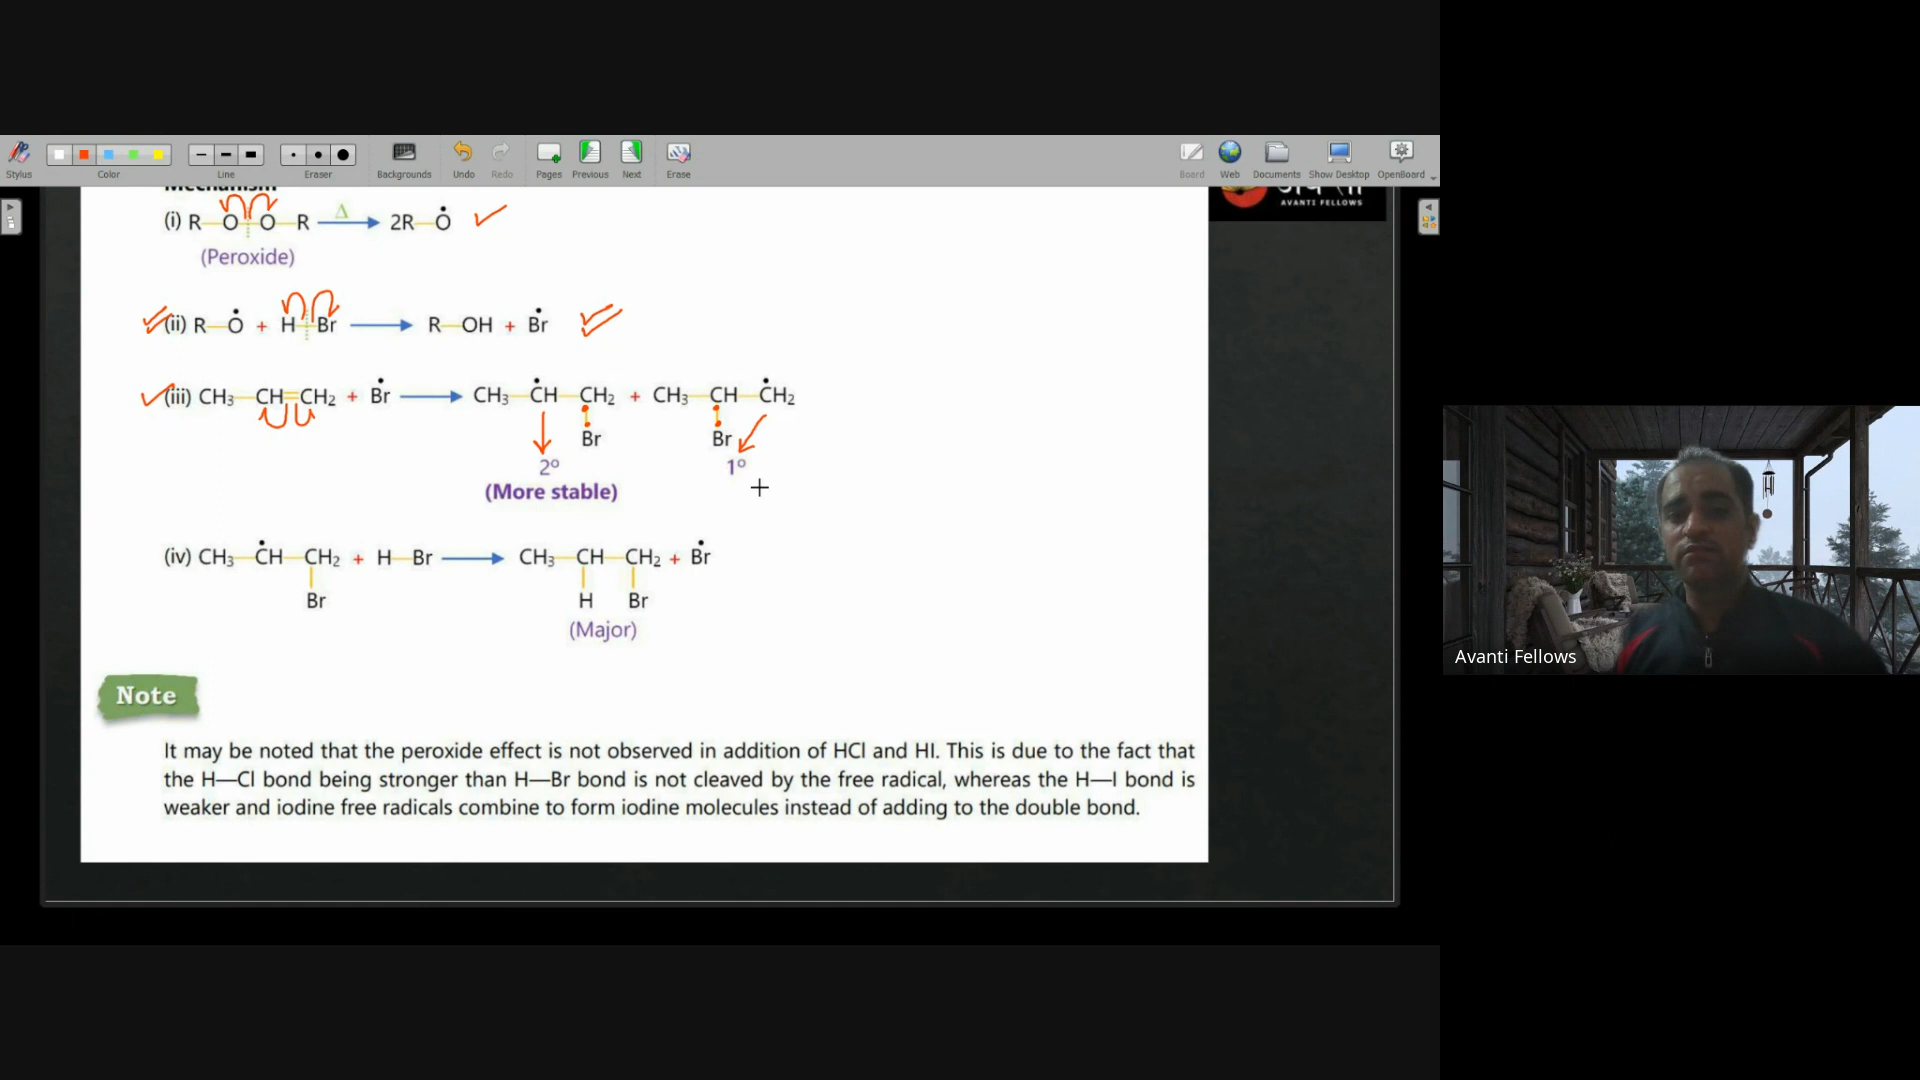 Stylus Color Line Eraser Backgrounds Undo Redo Pages Previous Next Erase Board Web Documents Show Desktop OpenBoard
Mechanism
AVANTI FELLOWS
(i) R—O—O—R Δ 2R—Ȯ
(Peroxide)
(ii) R—Ȯ + H—Br → R—OH + Ḃr
(iii) CH₃—CH=CH₂ + Ḃr → CH₃—ĊH—CH₂ + CH₃—CH—ĊH₂
Br Br
2° 1°
(More stable)
(iv) CH₃—ĊH—CH₂ + H—Br → CH₃—CH—CH₂ + Ḃr
Br H Br
(Major)
Avanti Fellows
Note
It may be noted that the peroxide effect is not observed in addition of HCl and HI. This is due to the fact that
the H—Cl bond being stronger than H—Br bond is not cleaved by the free radical, whereas the H—I bond is
weaker and iodine free radicals combine to form iodine molecules instead of adding to the double bond.